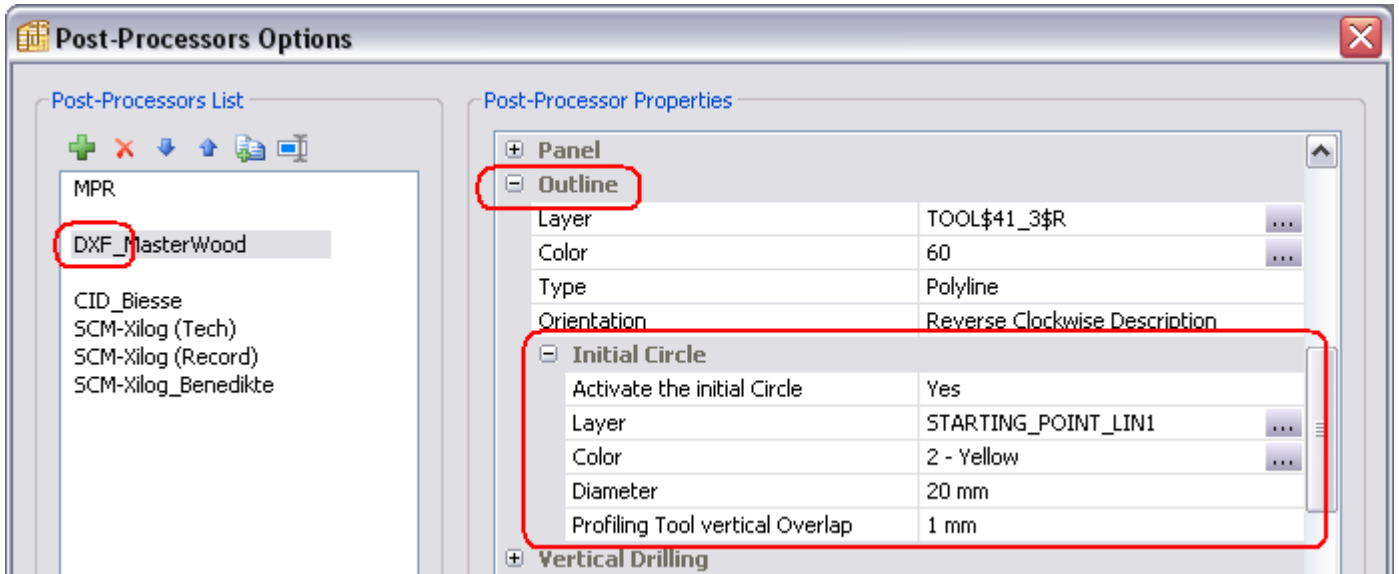 Post-Processors Options
Post-Processors List
MPR
DXF_MasterWood
CID_Biesse
SCM-Xilog (Tech)
SCM-Xilog (Record)
SCM-Xilog_Benedikte
Post-Processor Properties
Panel
Outline
Layer TOOL$41_3$R ...
Color 60 ...
Type Polyline
Orientation Reverse Clockwise Description
Initial Circle
Activate the initial Circle Yes
Layer STARTING_POINT_LIN1 ...
Color 2 - Yellow ...
Diameter 20 mm
Profiling Tool vertical Overlap 1 mm
Vertical Drilling